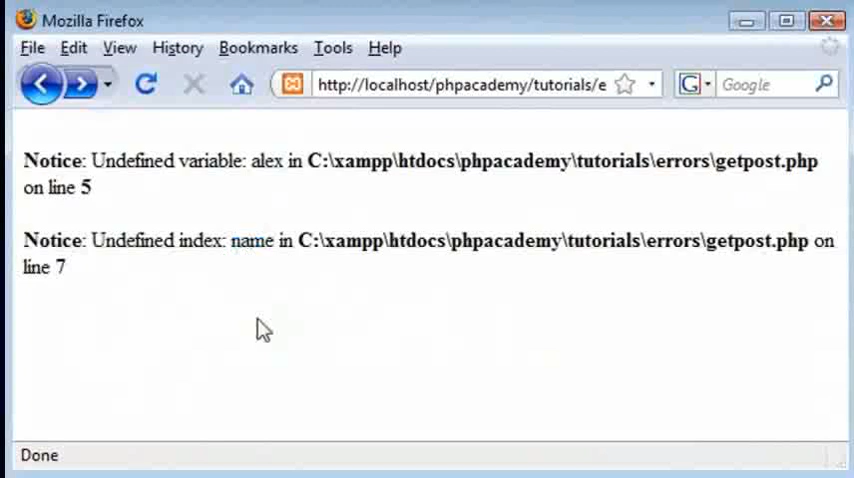 Mozilla Firefox
File Edit View History Bookmarks Tools Help
http://localhost/phpacademy/tutorials/e G Google
Notice: Undefined variable: alex in C:\xampp\htdocs\phpacademy\tutorials\errors\getpost.php
on line 5
Notice: Undefined index: name in C:\xampp\htdocs\phpacademy\tutorials\errors\getpost.php on
line 7
Done